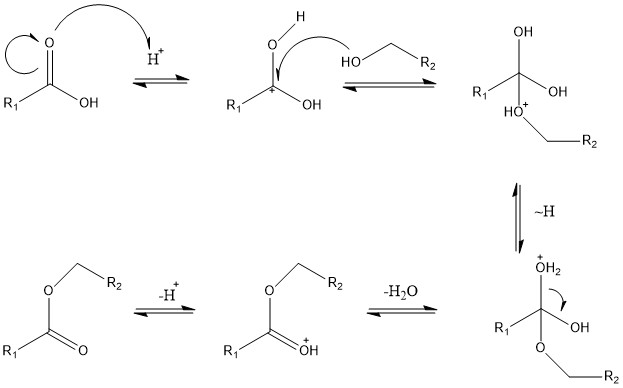 O
H+
R1
OH
H
O
R1
+
OH
HO
R2
OH
R1
OH
HO+
R2
~H
+
OH2
R1
OH
O
R2
-H2O
R2
O
+
R1
OH
-H+
R2
O
R1
O